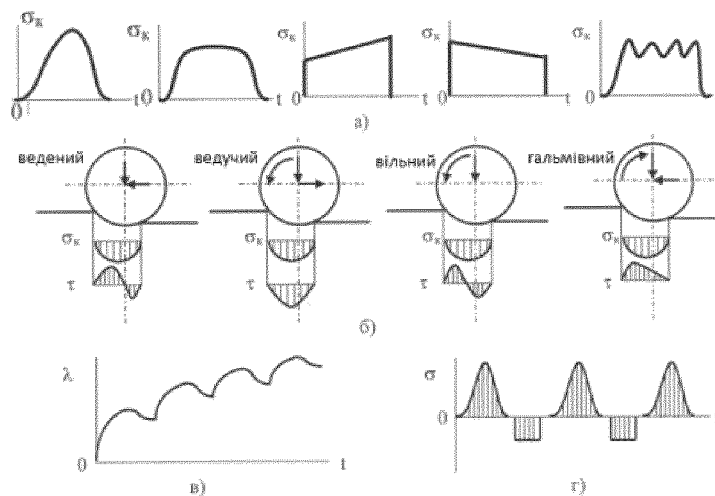 σк σк σк σк σк
0 t 0 t 0 t 0 t 0 t
а)
ведений ведучий вільний гальмівний
σк σк σк σк
τ τ τ τ
б)
λ σ
0
0 t
в) г)